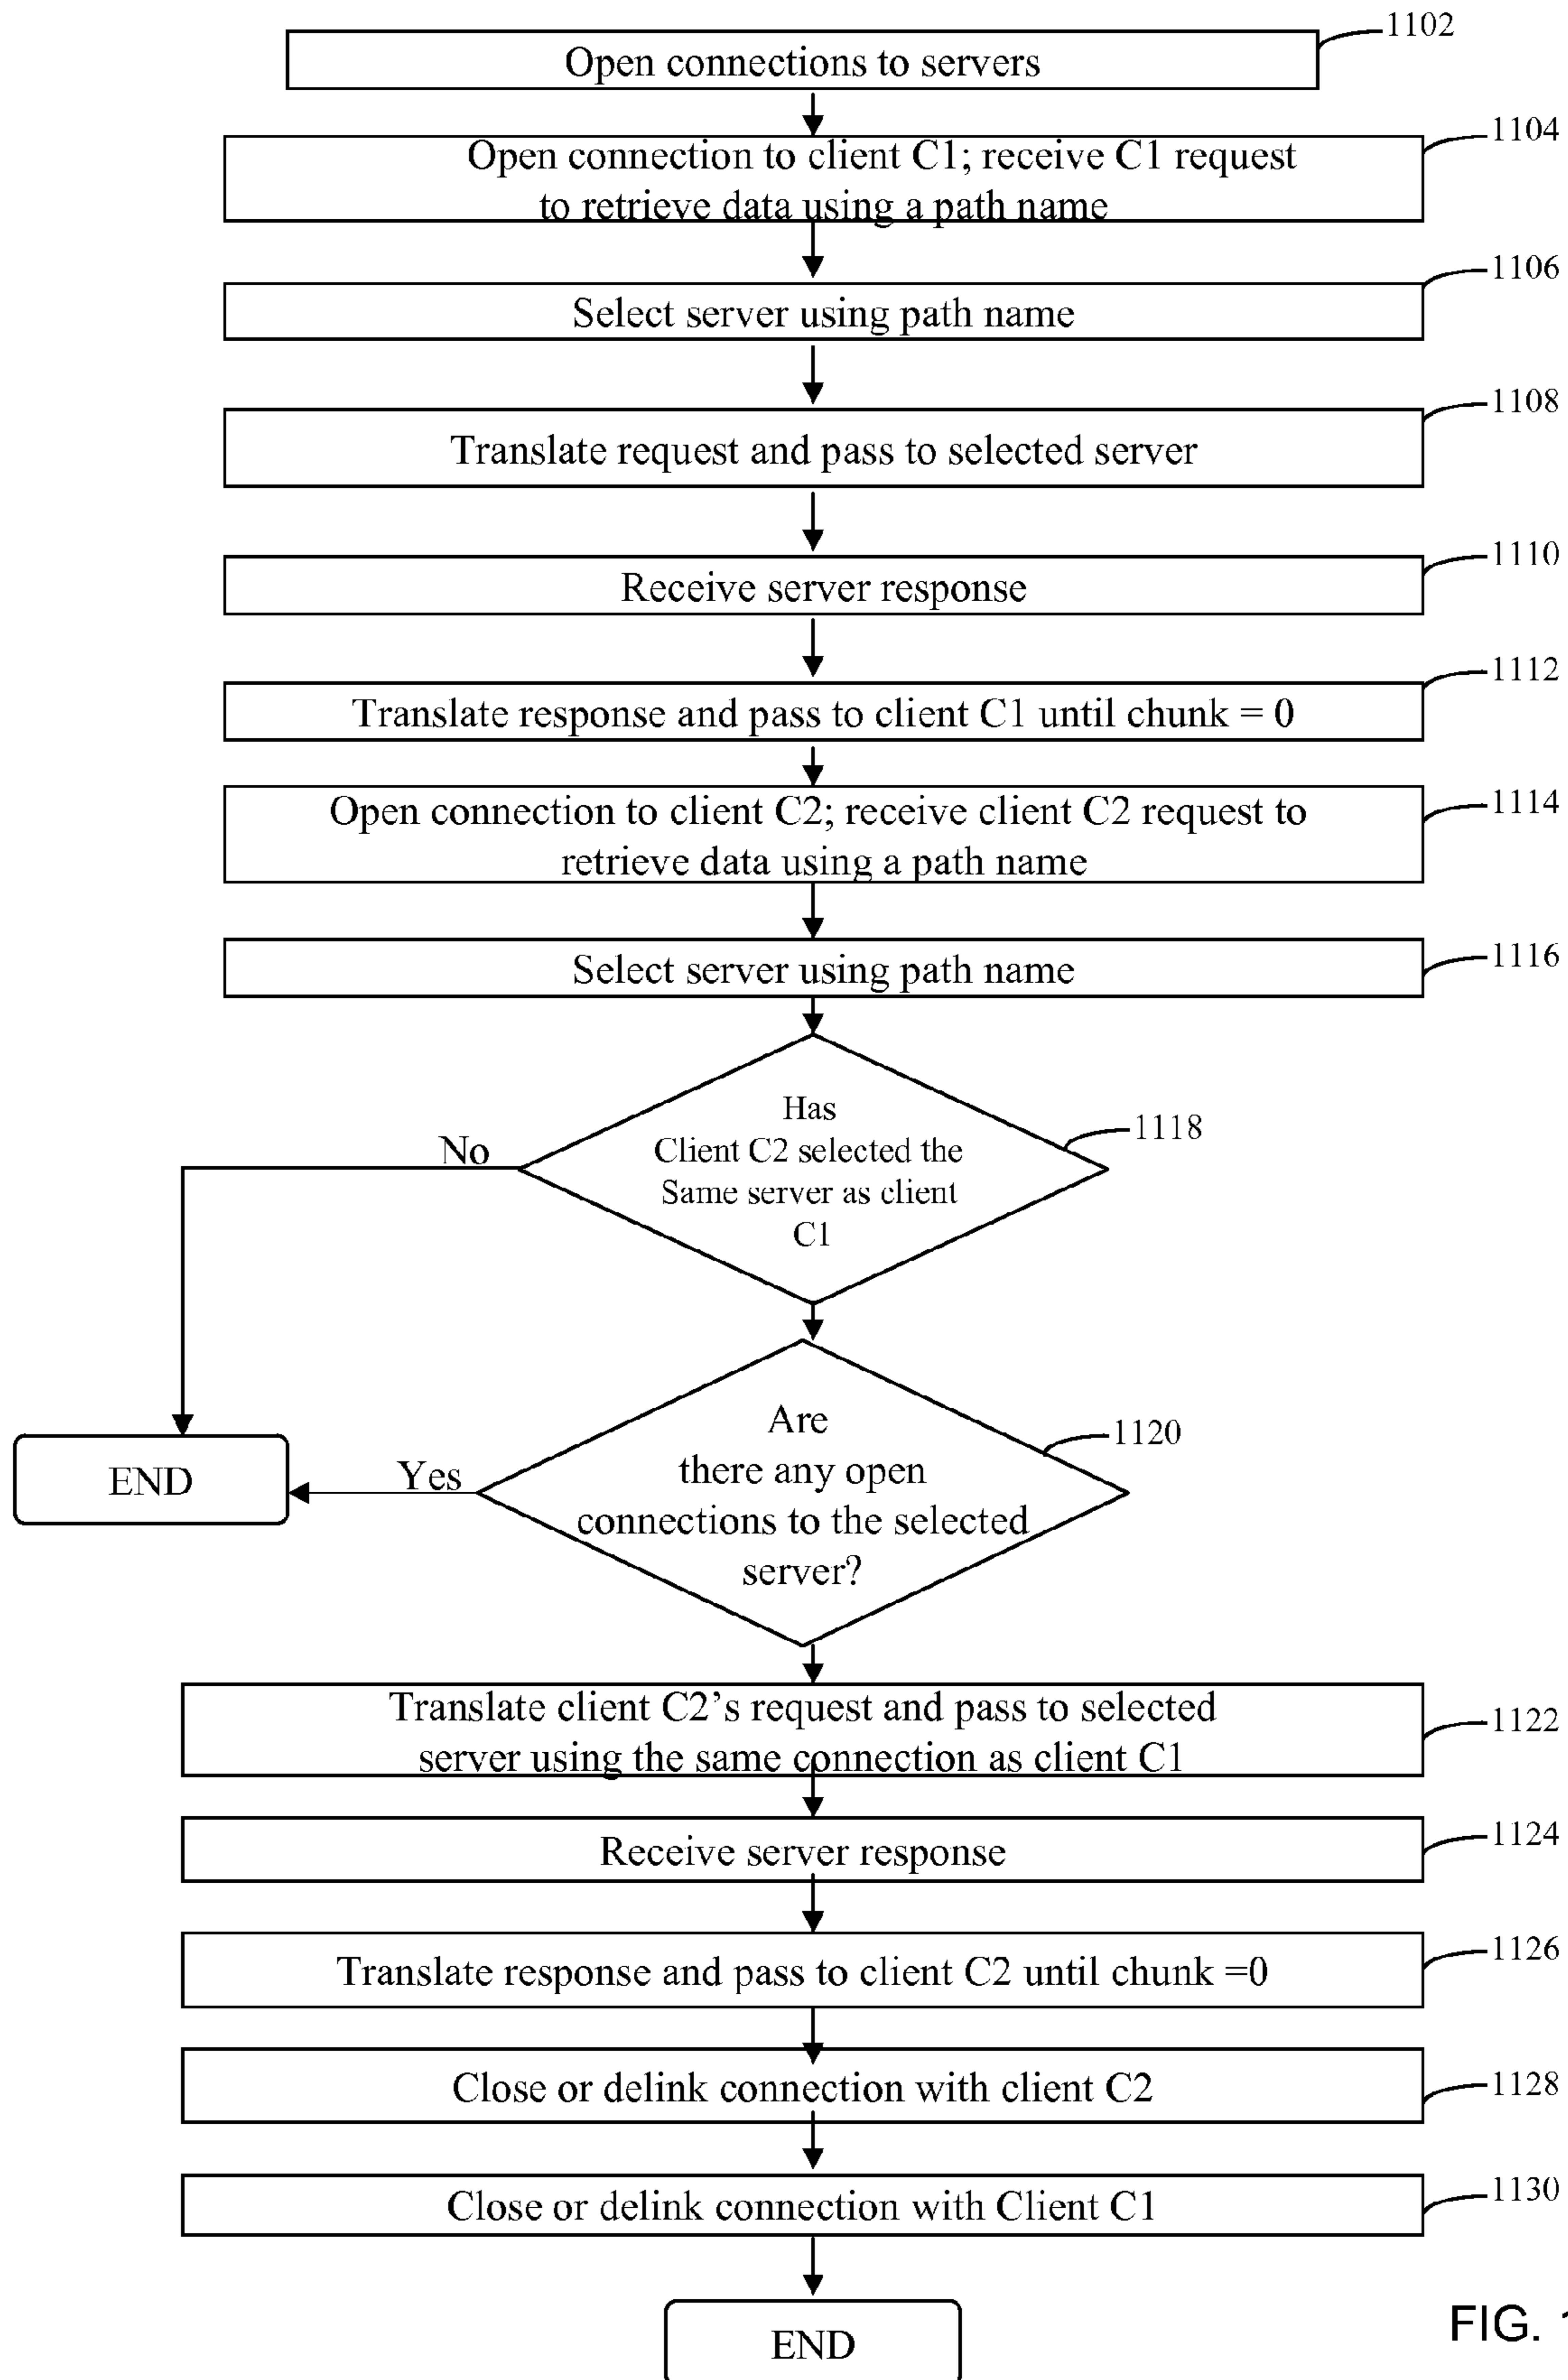 1102
Open connections to servers
1104
Open connection to client C1; receive C1 request
to retrieve data using a path name
1106
Select server using path name
1108
Translate request and pass to selected server
1110
Receive server response
1112
Translate response and pass to client C1 until chunk = 0
1114
Open connection to client C2; receive client C2 request to
retrieve data using a path name
1116
Select server using path name
Has
Client C2 selected the
Same server as client
C1
1118
No
Are
there any open
connections to the selected
server?
1120
Yes
END
Translate client C2’s request and pass to selected
server using the same connection as client C1
1122
Receive server response
1124
Translate response and pass to client C2 until chunk =0
1126
Close or delink connection with client C2
1128
Close or delink connection with Client C1
1130
END
FIG.